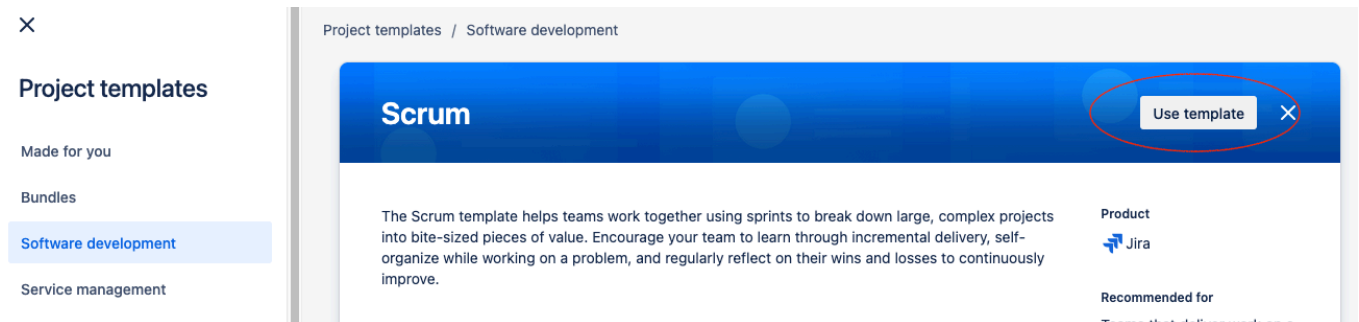 Project templates
Made for you
Bundles
Software development
Service management
Project templates / Software development
Scrum
Use template
The Scrum template helps teams work together using sprints to break down large, complex projects
into bite-sized pieces of value. Encourage your team to learn through incremental delivery, self-
organize while working on a problem, and regularly reflect on their wins and losses to continuously
improve.
Product
Jira
Recommended for